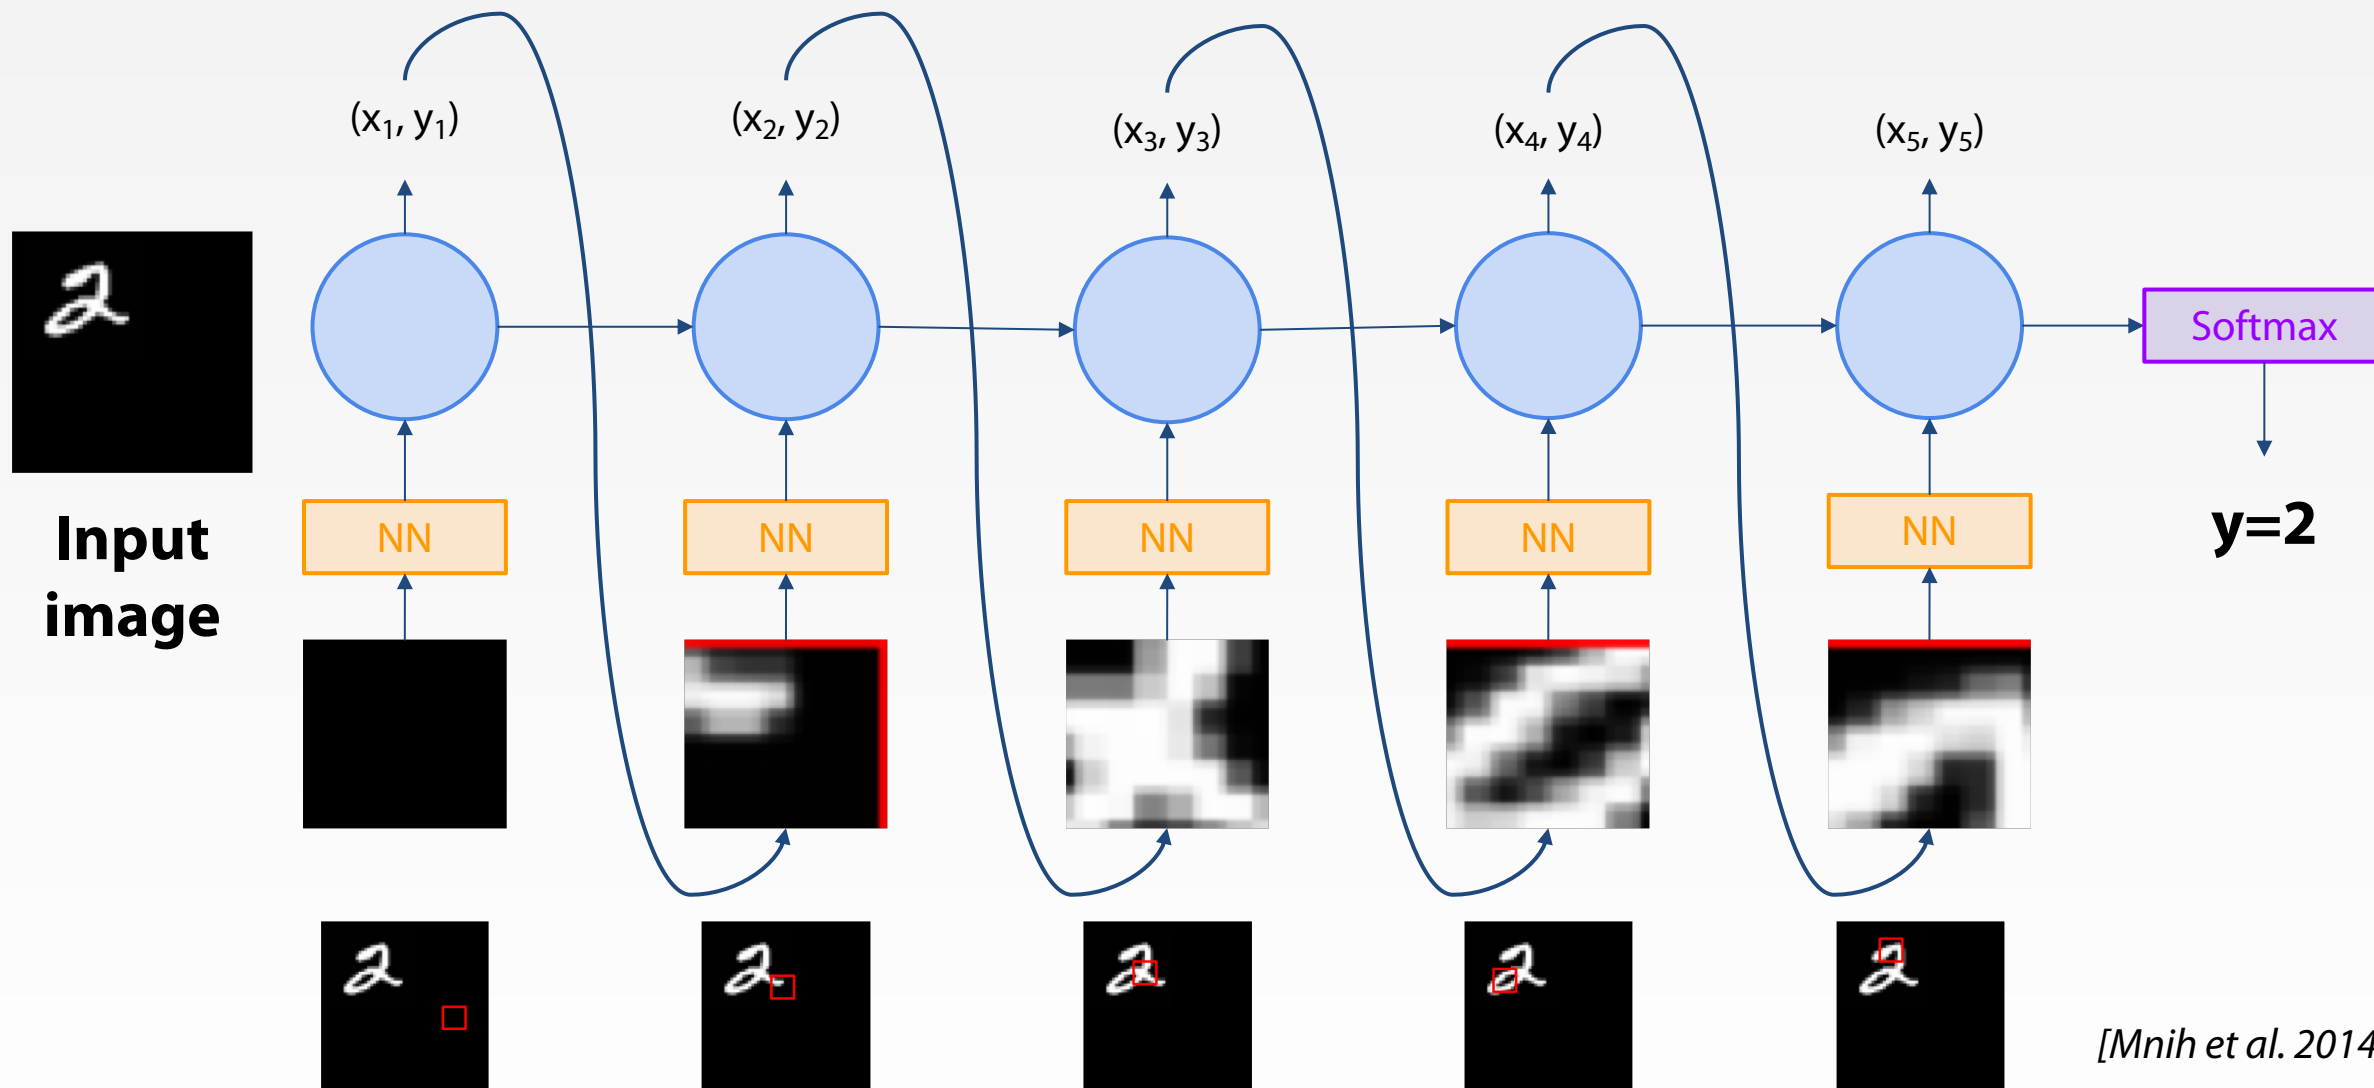 (x₁, y₁)
(x₂, y₂)
(x₃, y₃)
(x₄, y₄)
(x₅, y₅)
Softmax
Input
image
NN
NN
NN
NN
NN
y=2
[Mnih et al. 2014